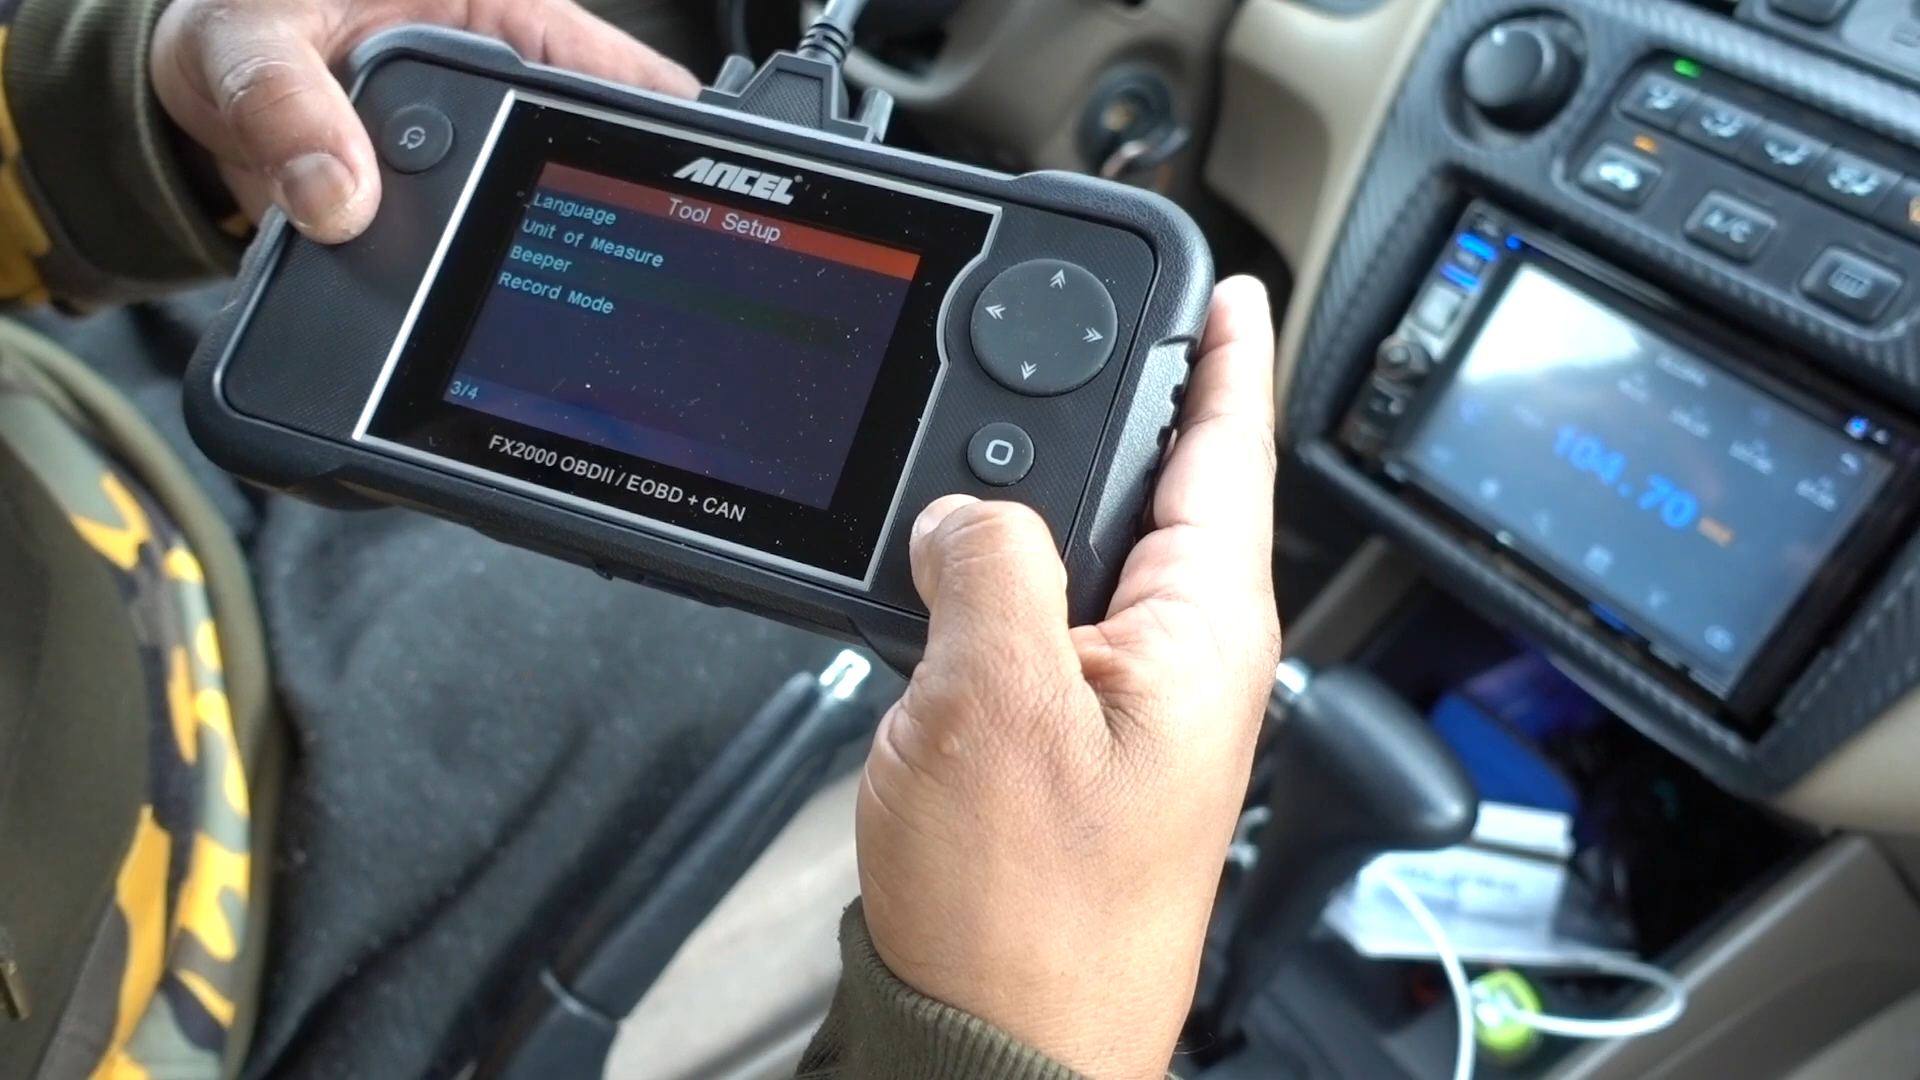 ANCEL®
Tool Setup
Language
Unit of Measure
Beeper
Record Mode
3/4
FX2000 OBDII / EOBD + CAN
A/C
104.70